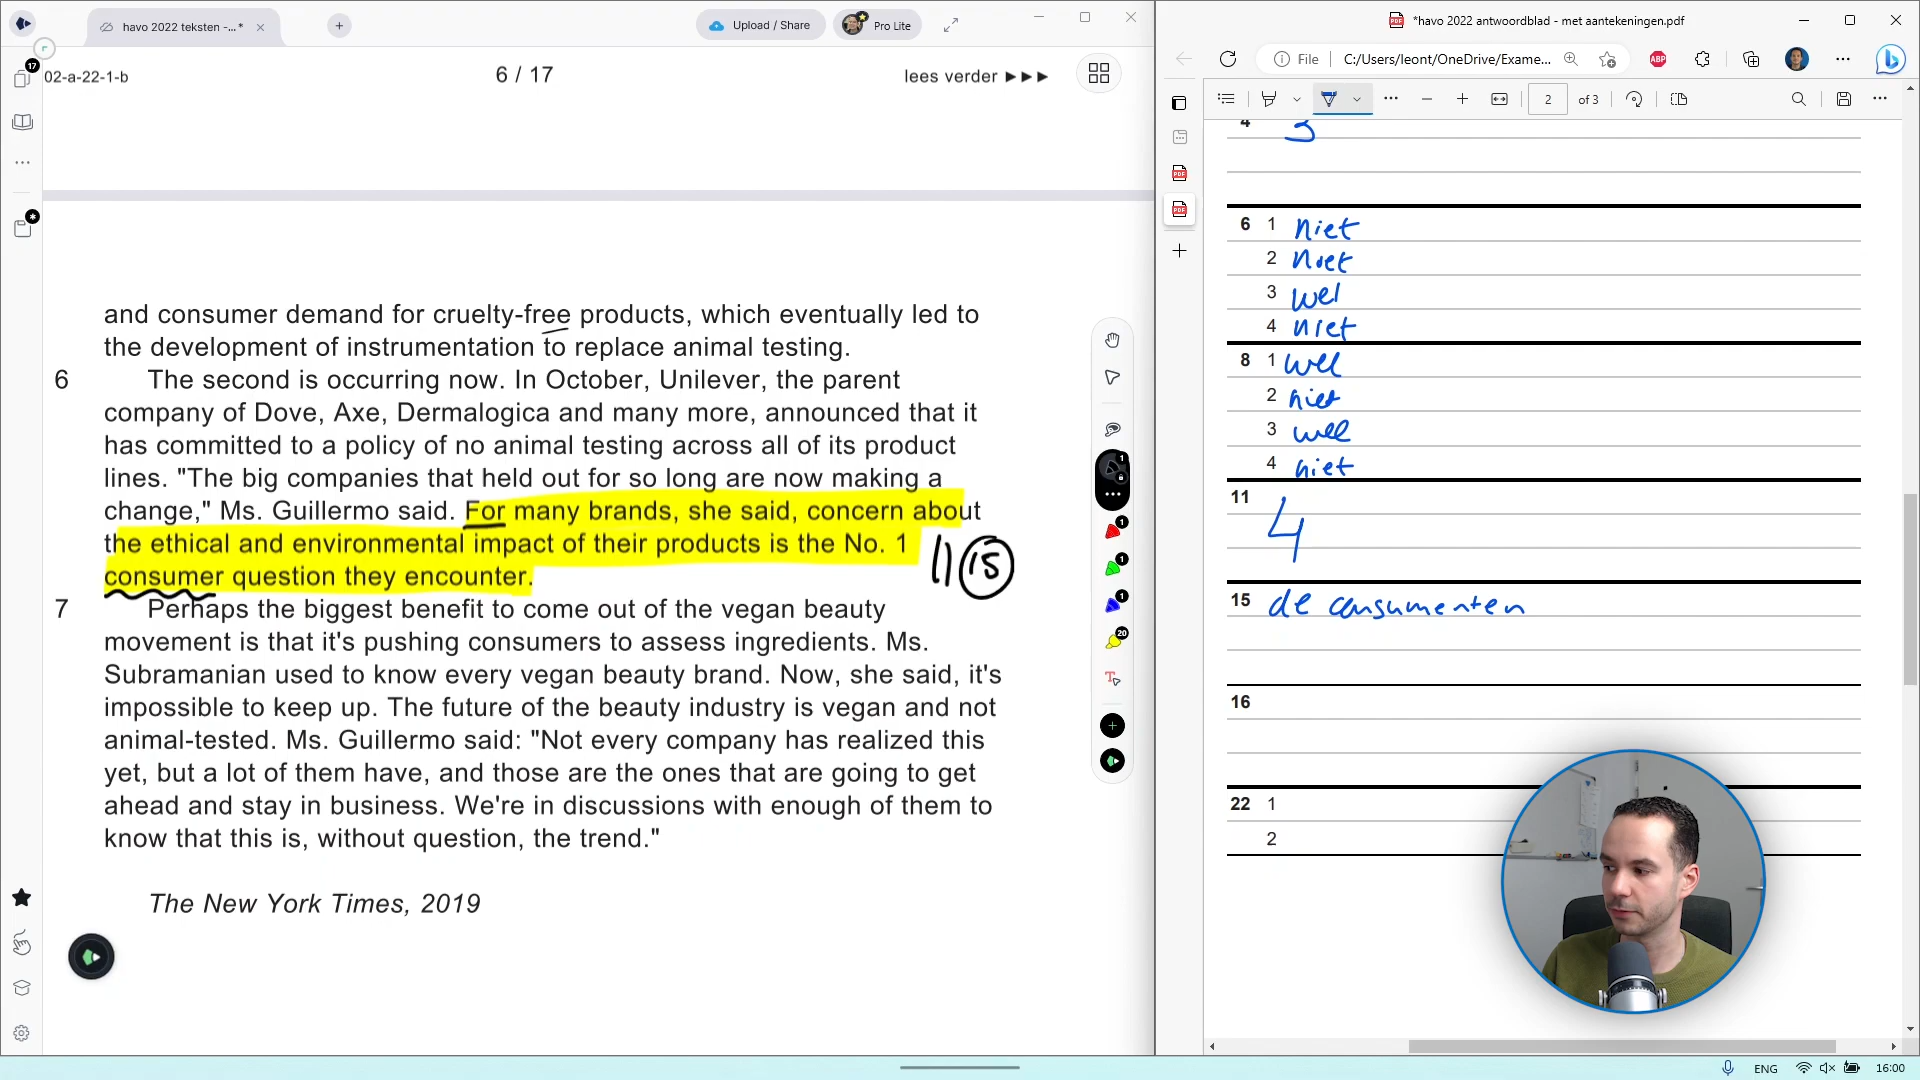 havo 2022 teksten -...*
Upload / Share
Pro Lite
*havo 2022 antwoordblad - met aantekeningen.pdf
17
02-a-22-1-b
6 / 17
lees verder ►►►
File
C:/Users/leont/OneDrive/Exame...
ABP
2
of 3
4
3
and consumer demand for cruelty-free products, which eventually led to
the development of instrumentation to replace animal testing.
6 The second is occurring now. In October, Unilever, the parent
company of Dove, Axe, Dermalogica and many more, announced that it
has committed to a policy of no animal testing across all of its product
lines. "The big companies that held out for so long are now making a
change," Ms. Guillermo said. For many brands, she said, concern about
the ethical and environmental impact of their products is the No. 1
consumer question they encounter.
15
7 Perhaps the biggest benefit to come out of the vegan beauty
movement is that it's pushing consumers to assess ingredients. Ms.
Subramanian used to know every vegan beauty brand. Now, she said, it's
impossible to keep up. The future of the beauty industry is vegan and not
animal-tested. Ms. Guillermo said: "Not every company has realized this
yet, but a lot of them have, and those are the ones that are going to get
ahead and stay in business. We're in discussions with enough of them to
know that this is, without question, the trend."
The New York Times, 2019
1
1
1
1
20
T
6 1 niet
2 niet
3 wel
4 niet
8 1 wel
2 niet
3 wel
4 niet
11
4
15 de consumenten
16
22 1
2
ENG
16:00